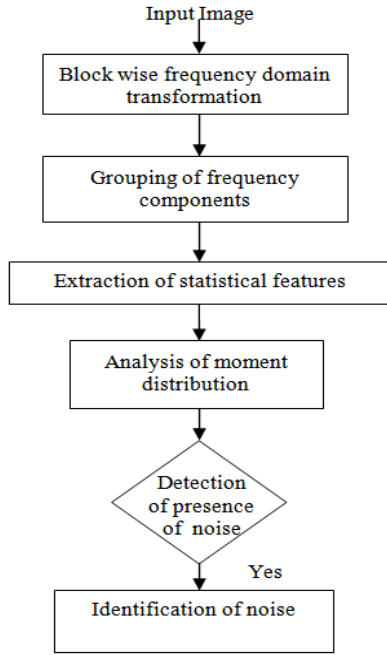 Input Image
Block wise frequency domain
transformation
Grouping of frequency
components
Extraction of statistical features
Analysis of moment
distribution
Detection
of presence
of noise
Yes
Identification of noise